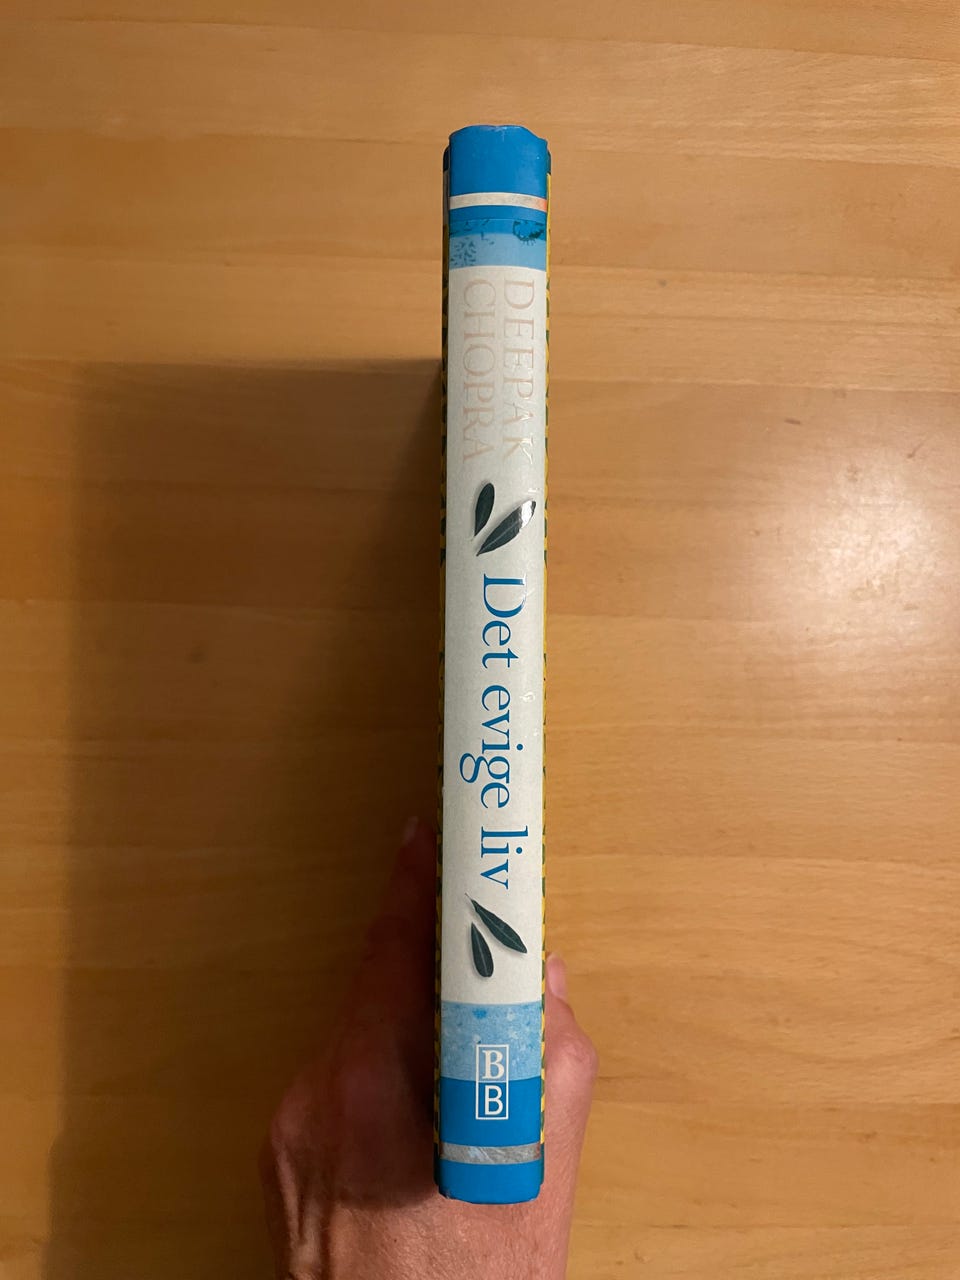 DEEPAK
CHOPRA
Det evige liv
B
B